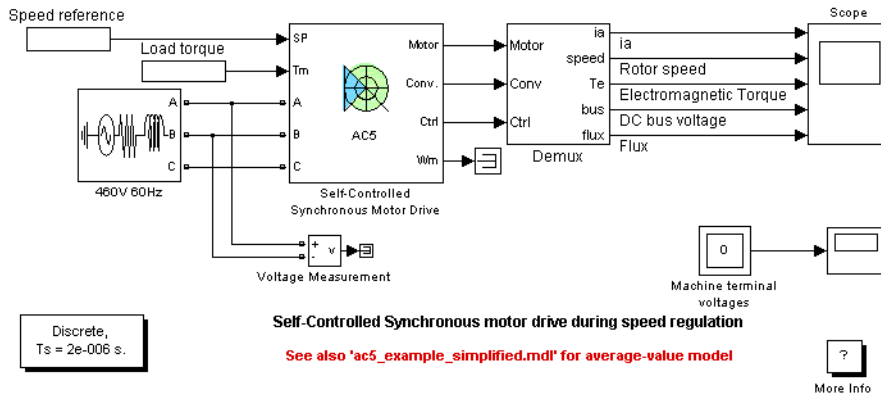 Speed reference
Load torque
SP
Tm
A
B
C
Motor
Conv.
Ctrl
Wm
AC5
Self-Controlled
Synchronous Motor Drive
A
B
C
460V 60Hz
Motor
Conv
Ctrl
ia
speed
Te
bus
flux
Demux
ia
Rotor speed
Electromagnetic Torque
DC bus voltage
Flux
Scope
+
-
v
Voltage Measurement
0
Machine terminal
voltages
Discrete,
Ts = 2e-006 s.
Self-Controlled Synchronous motor drive during speed regulation
See also 'ac5_example_simplified.mdl' for average-value model
?
More Info